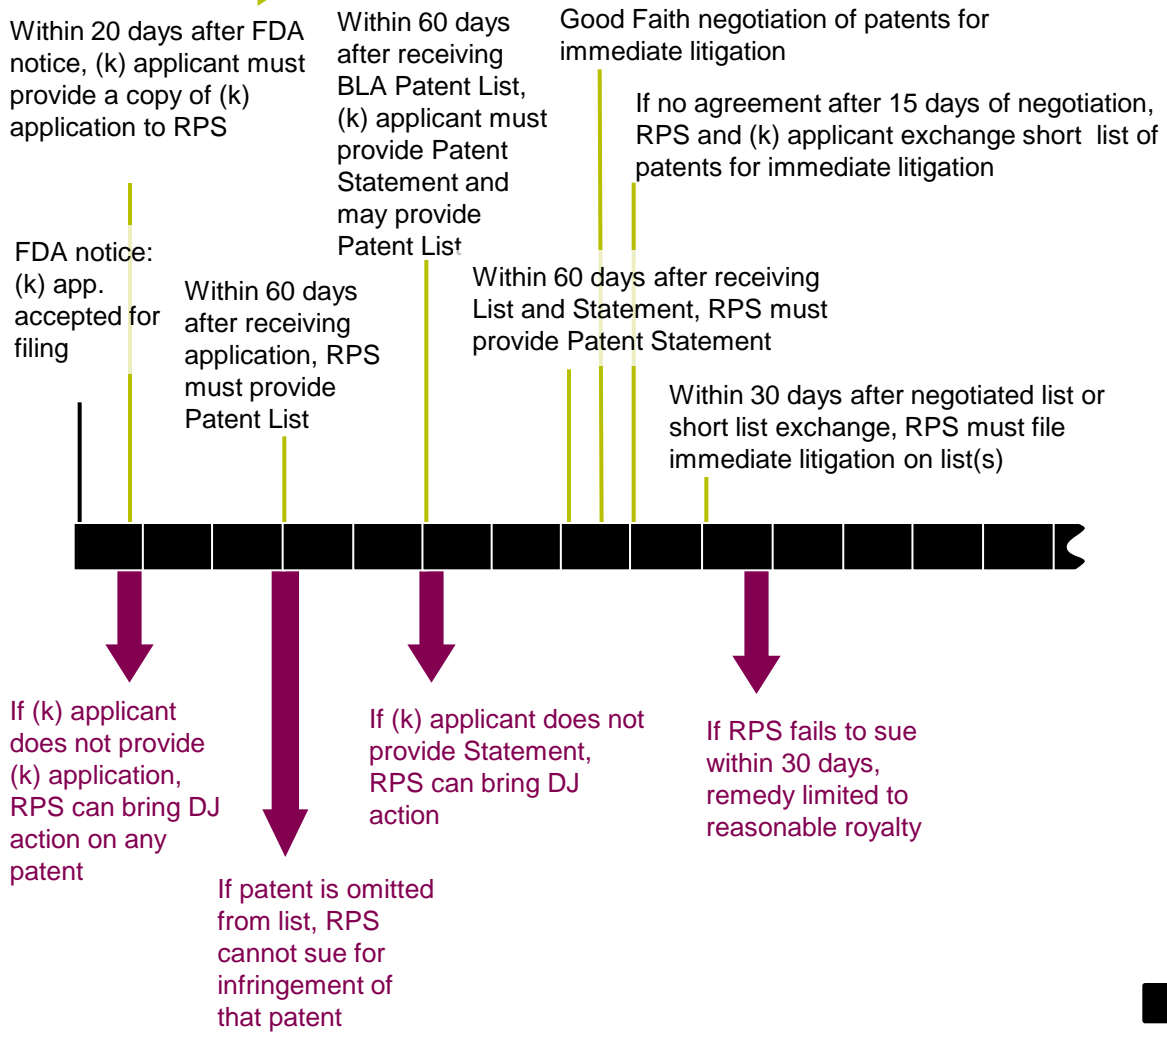 Within 20 days after FDA
notice, (k) applicant must
provide a copy of (k)
application to RPS
Within 60 days
after receiving
BLA Patent List,
(k) applicant must
provide Patent
Statement and
may provide
Patent List
Good Faith negotiation of patents for
immediate litigation
If no agreement after 15 days of negotiation,
RPS and (k) applicant exchange short list of
patents for immediate litigation
FDA notice:
(k) app.
accepted for
filing
Within 60 days
after receiving
application, RPS
must provide
Patent List
Within 60 days after receiving
List and Statement, RPS must
provide Patent Statement
Within 30 days after negotiated list or
short list exchange, RPS must file
immediate litigation on list(s)
If (k) applicant
does not provide
(k) application,
RPS can bring DJ
action on any
patent
If patent is omitted
from list, RPS
cannot sue for
infringement of
that patent
If (k) applicant does not
provide Statement,
RPS can bring DJ
action
If RPS fails to sue
within 30 days,
remedy limited to
reasonable royalty